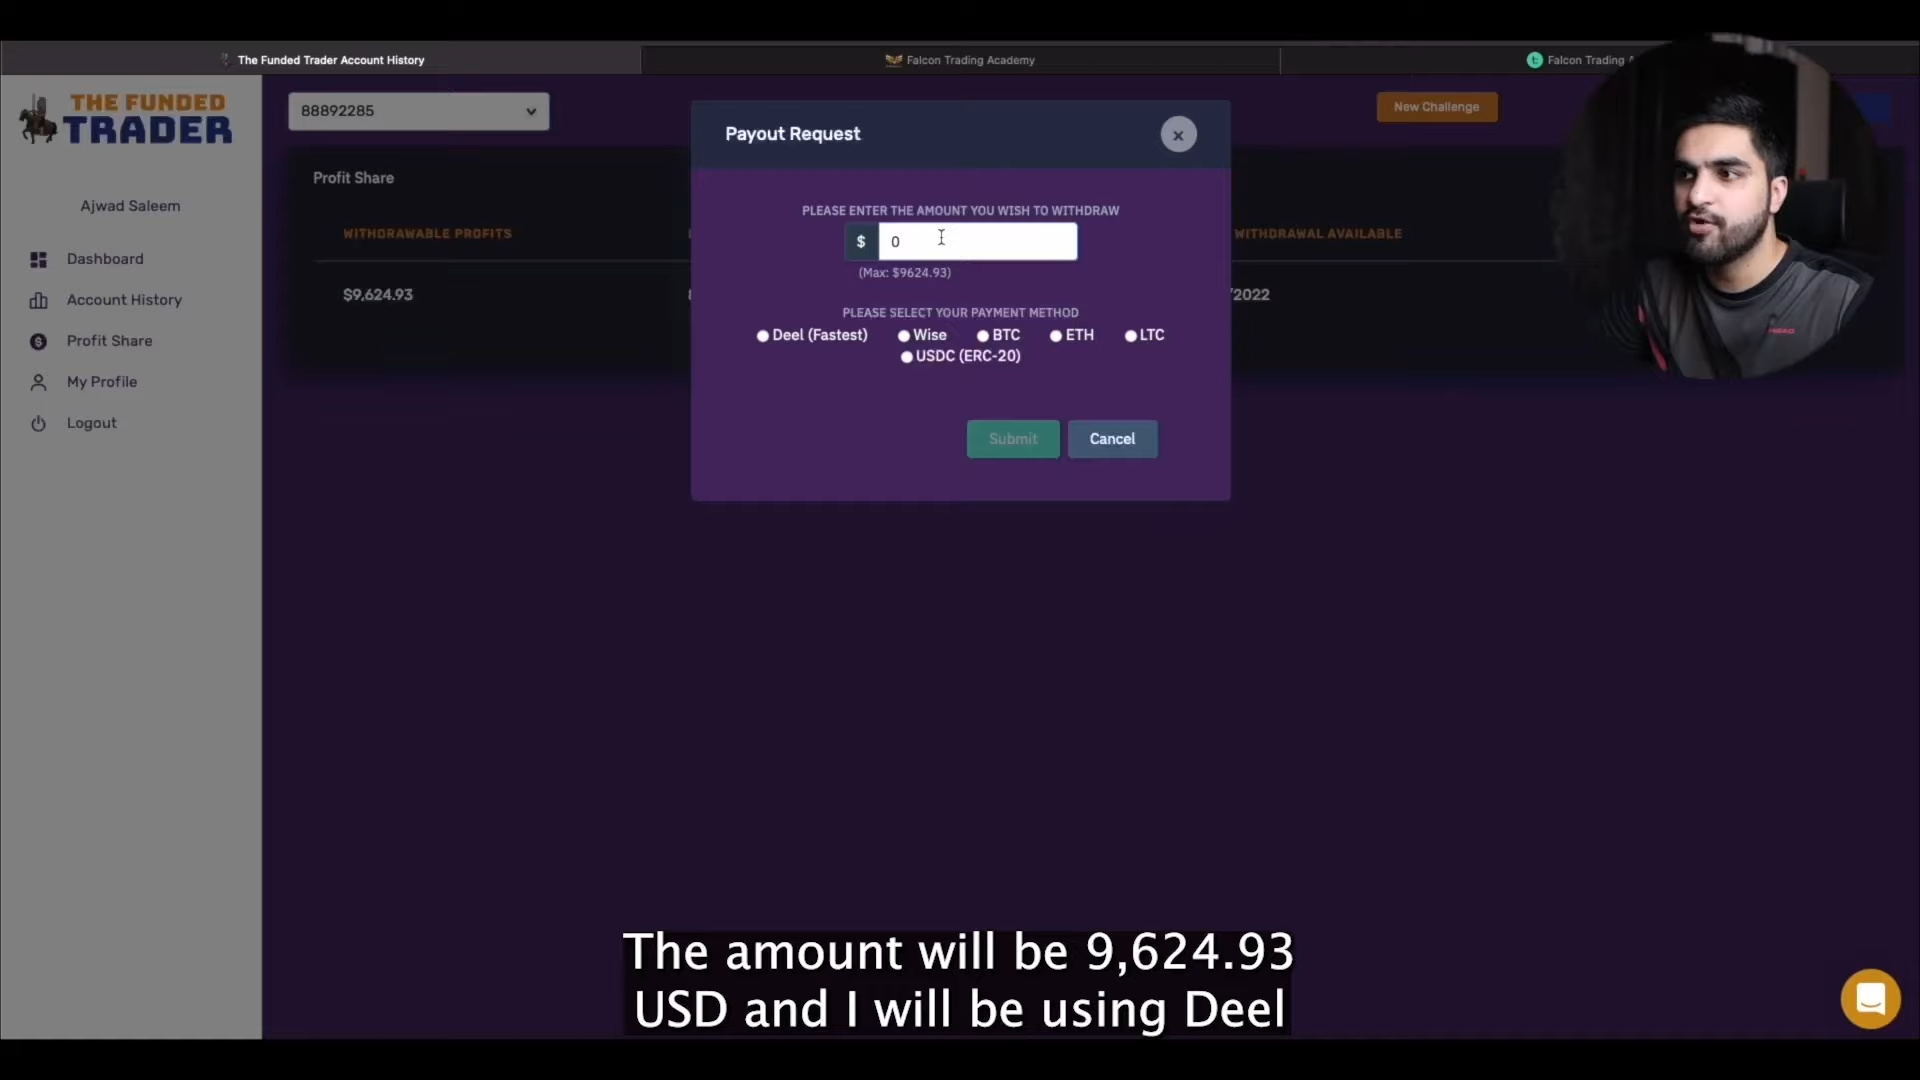 The Funded Trader Account History
Falcon Trading Academy
Falcon Trading
THE FUNDED
TRADER
88892285
New Challenge
Payout Request
Profit Share
Ajwad Saleem
WITHDRAWABLE PROFITS
WITHDRAWAL AVAILABLE
$9,624.93
/2022
PLEASE ENTER THE AMOUNT YOU WISH TO WITHDRAW
$ 0
(Max: $9624.93)
PLEASE SELECT YOUR PAYMENT METHOD
Deel (Fastest) Wise BTC ETH LTC
USDC (ERC-20)
Submit Cancel
Dashboard
Account History
Profit Share
My Profile
Logout
The amount will be 9,624.93
USD and I will be using Deel